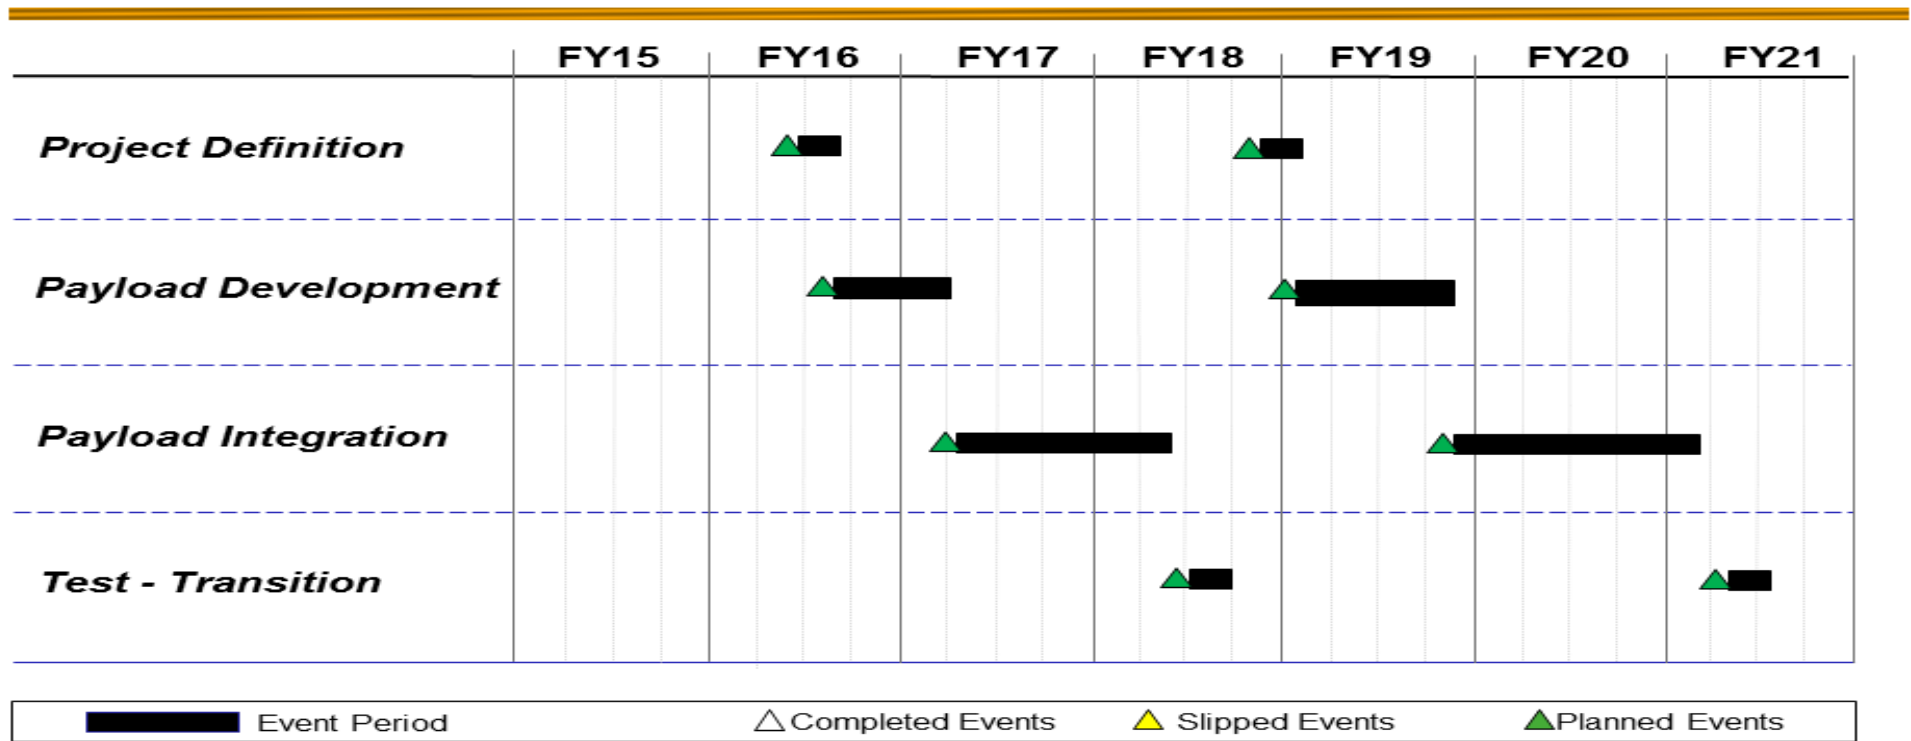 FY15 FY16 FY17 FY18 FY19 FY20 FY21
Project Definition
Payload Development
Payload Integration
Test - Transition
Event Period Completed Events Slipped Events Planned Events